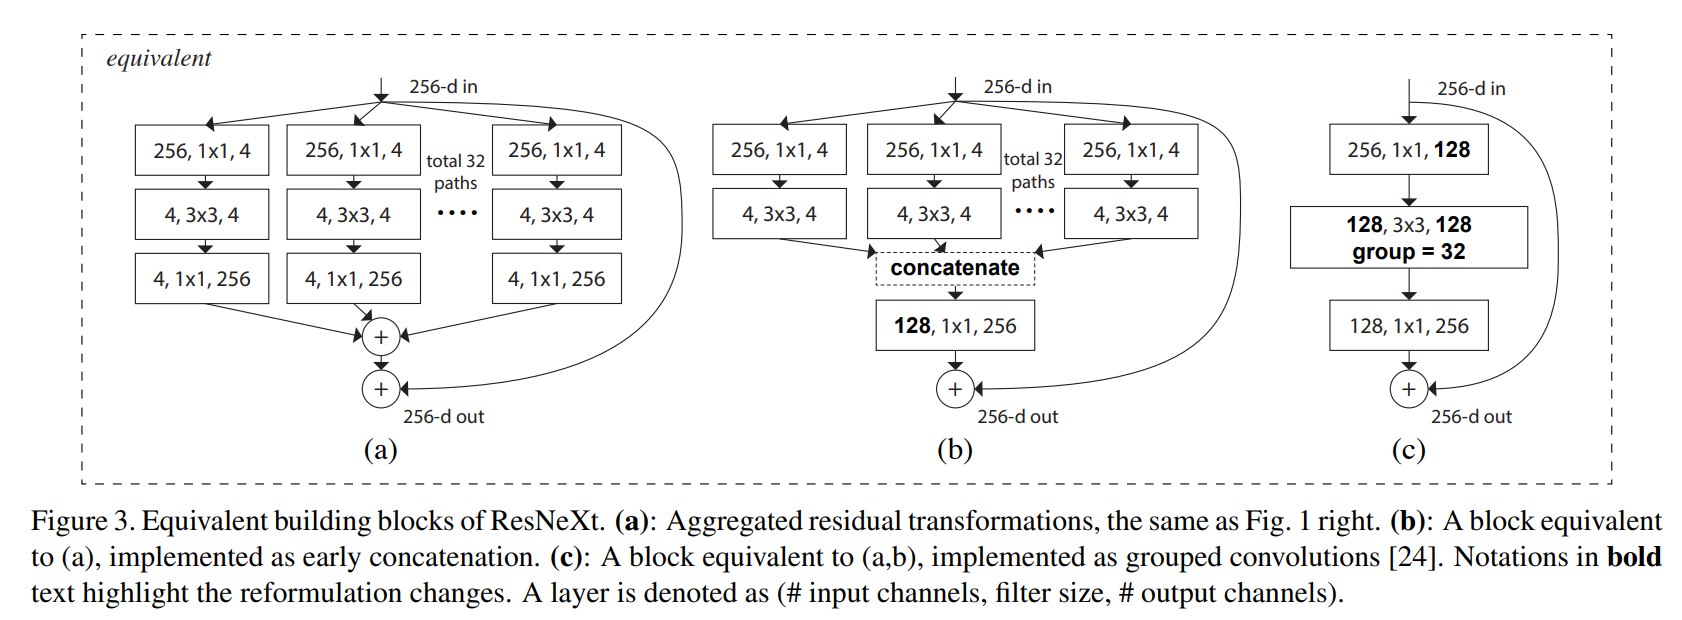 equivalent
256-d in
256, 1x1, 4
256, 1x1, 4
256, 1x1, 4
total 32
paths
4, 3x3, 4
4, 3x3, 4
4, 3x3, 4
4, 1x1, 256
4, 1x1, 256
4, 1x1, 256
+
+
256-d out
(a)
256-d in
256, 1x1, 4
256, 1x1, 4
256, 1x1, 4
total 32
paths
4, 3x3, 4
4, 3x3, 4
4, 3x3, 4
concatenate
128, 1x1, 256
+
256-d out
(b)
256-d in
256, 1x1, 128
128, 3x3, 128
group = 32
128, 1x1, 256
+
256-d out
(c)
Figure 3. Equivalent building blocks of ResNeXt. (a): Aggregated residual transformations, the same as Fig. 1 right. (b): A block equivalent
to (a), implemented as early concatenation. (c): A block equivalent to (a,b), implemented as grouped convolutions [24]. Notations in bold
text highlight the reformulation changes. A layer is denoted as (# input channels, filter size, # output channels).